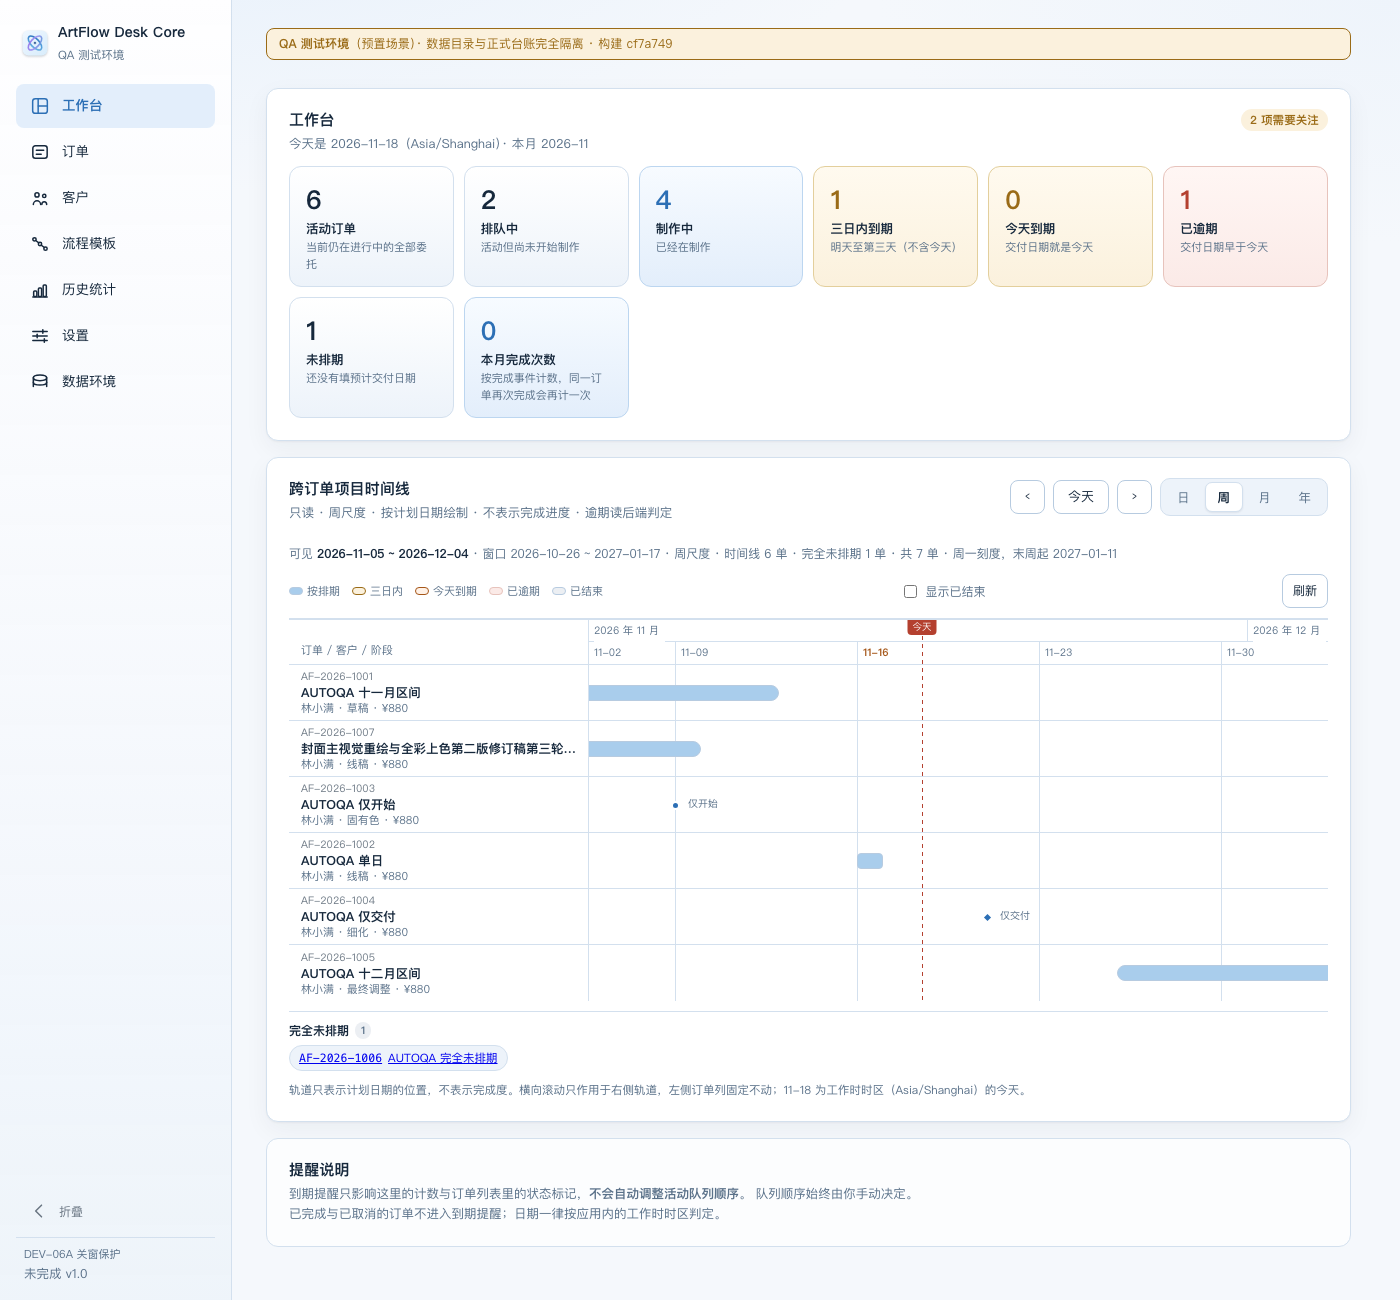 ArtFlow Desk Core
QA 测试环境
工作台
订单
客户
流程模板
历史统计
设置
数据环境
折叠
DEV-06A 关窗保护
未完成 v1.0
QA 测试环境（预置场景）· 数据目录与正式台账完全隔离 · 构建 cf7a749
工作台
2 项需要关注
今天是 2026-11-18（Asia/Shanghai）· 本月 2026-11
6
活动订单
当前仍在进行中的全部委
托
2
排队中
活动但尚未开始制作
4
制作中
已经在制作
1
三日内到期
明天至第三天（不含今天）
0
今天到期
交付日期就是今天
1
已逾期
交付日期早于今天
1
未排期
还没有填预计交付日期
0
本月完成次数
按完成事件计数，同一订
单再次完成会再计一次
跨订单项目时间线
只读 · 周尺度 · 按计划日期绘制 · 不表示完成进度 · 逾期读后端判定
‹
今天
›
日
周
月
年
可见 2026-11-05 ~ 2026-12-04 · 窗口 2026-10-26 ~ 2027-01-17 · 周尺度 · 时间线 6 单 · 完全未排期 1 单 · 共 7 单 · 周一刻度，末周起 2027-01-11
按排期
三日内
今天到期
已逾期
已结束
显示已结束
刷新
订单 / 客户 / 阶段
2026 年 11 月
今天
2026 年 12 月
11-02
11-09
11-16
11-23
11-30
AF-2026-1001
AUTOQA 十一月区间
林小满 · 草稿 · ¥880
AF-2026-1007
封面主视觉重绘与全彩上色第二版修订稿第三轮...
林小满 · 线稿 · ¥880
AF-2026-1003
AUTOQA 仅开始
林小满 · 固有色 · ¥880
仅开始
AF-2026-1002
AUTOQA 单日
林小满 · 线稿 · ¥880
AF-2026-1004
AUTOQA 仅交付
林小满 · 细化 · ¥880
仅交付
AF-2026-1005
AUTOQA 十二月区间
林小满 · 最终调整 · ¥880
完全未排期 1
AF-2026-1006 AUTOQA 完全未排期
轨道只表示计划日期的位置，不表示完成度。横向滚动只作用于右侧轨道，左侧订单列固定不动；11-18 为工作时时区（Asia/Shanghai）的今天。
提醒说明
到期提醒只影响这里的计数与订单列表里的状态标记，不会自动调整活动队列顺序。 队列顺序始终由你手动决定。
已完成与已取消的订单不进入到期提醒；日期一律按应用内的工作时时区判定。